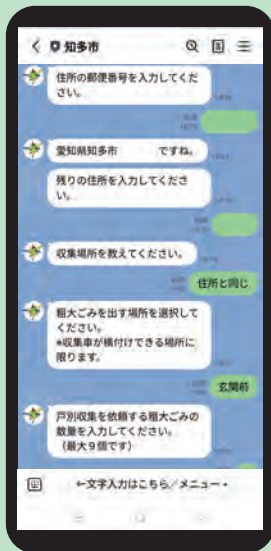 知多市
住所の郵便番号を入力してくだ
さい。
愛知県知多市 ですね。
残りの住所を入力してくださ
い。
収集場所を教えてください。
住所と同じ
粗大ごみを出す場所を選択して
ください。
*収集車が横付けできる場所に
限ります。
玄関前
戸別収集を依頼する粗大ごみの
数量を入力してください。
(最大9個です)
←文字入力はこちら/メニュー・